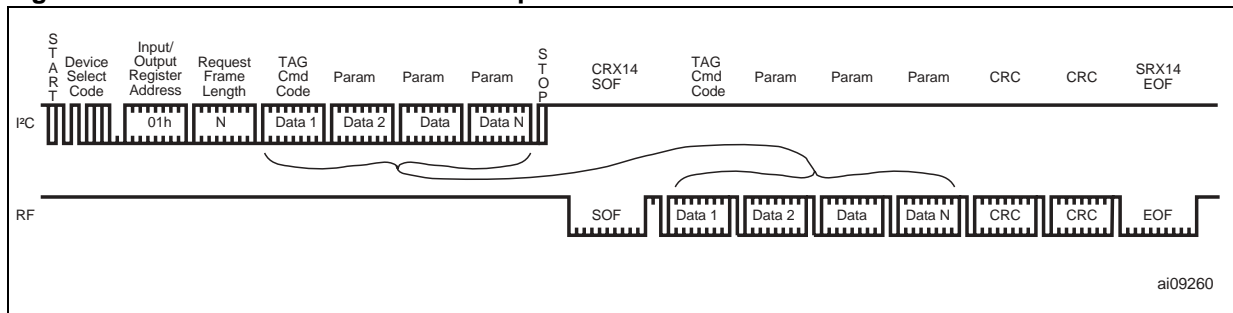 START
Device Select Code
Input/ Output Register Address
Request Frame Length
TAG Cmd Code
Param
Param
Param
STOP
CRX14 SOF
TAG Cmd Code
Param
Param
Param
CRC
CRC
SRX14 EOF
I²C
01h
N
Data 1
Data 2
Data
Data N
RF
SOF
Data 1
Data 2
Data
Data N
CRC
CRC
EOF
ai09260